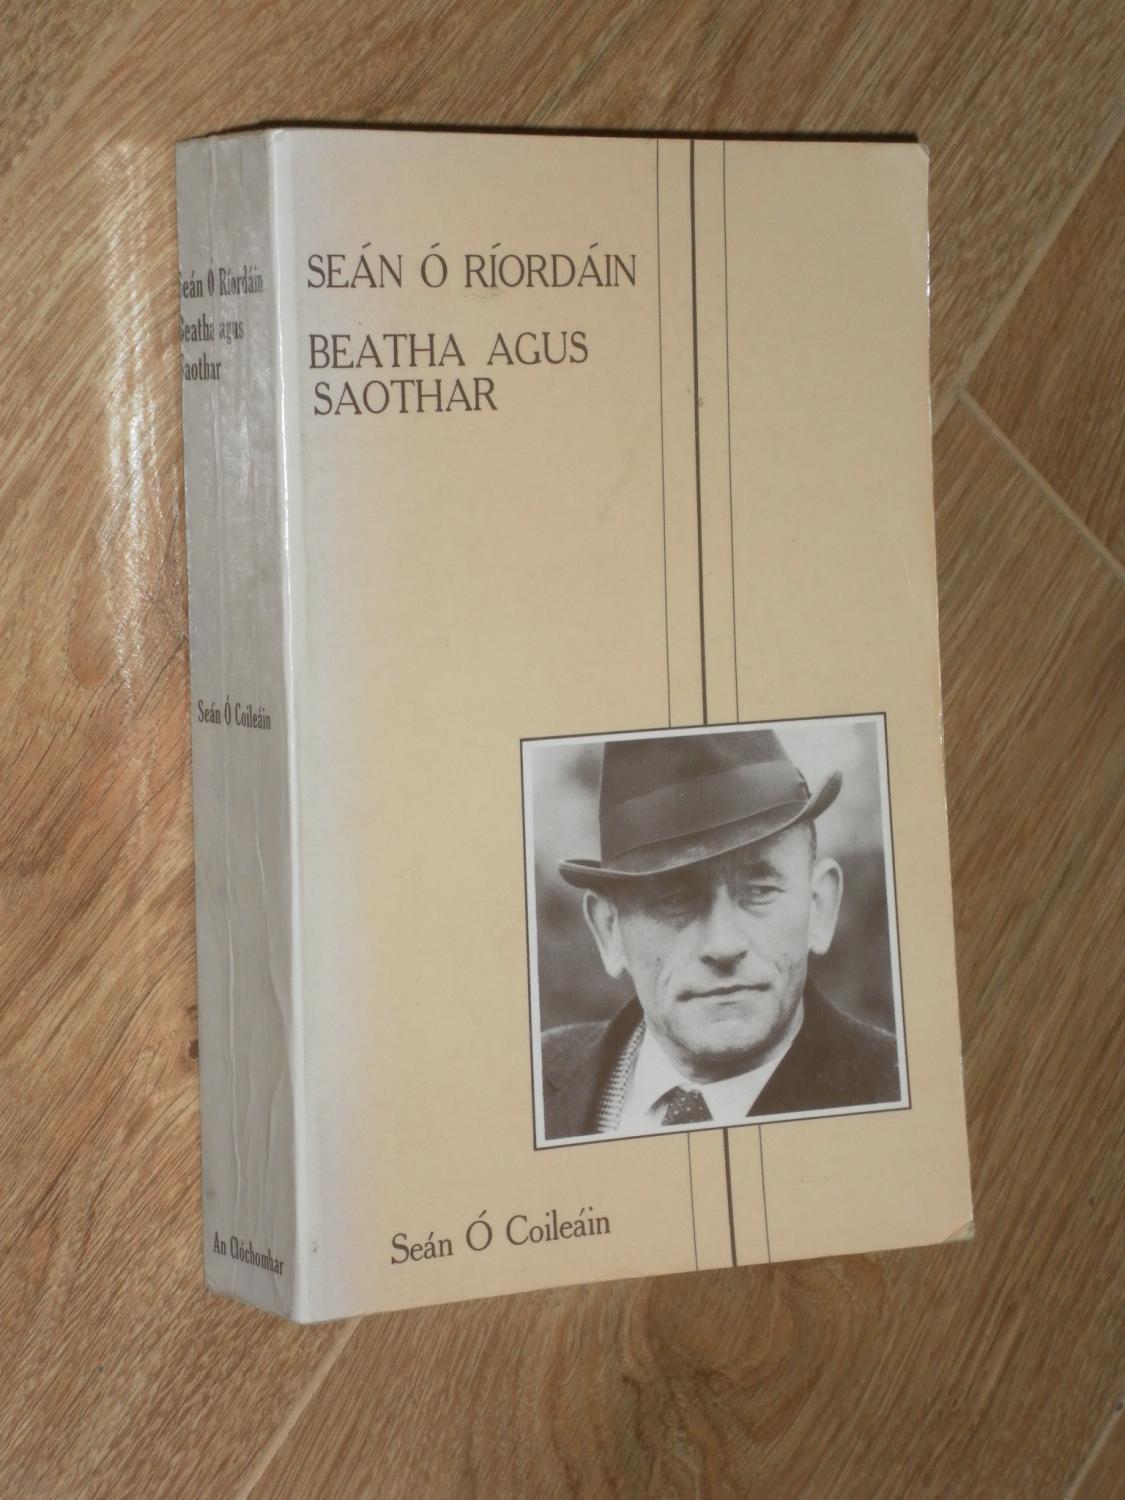 Seán Ó Ríordáin
Beatha agus
Saothar
Seán Ó Coileáin
An Clóchomhar
SEÁN Ó RÍORDÁIN
BEATHA AGUS
SAOTHAR
Seán Ó Coileáin